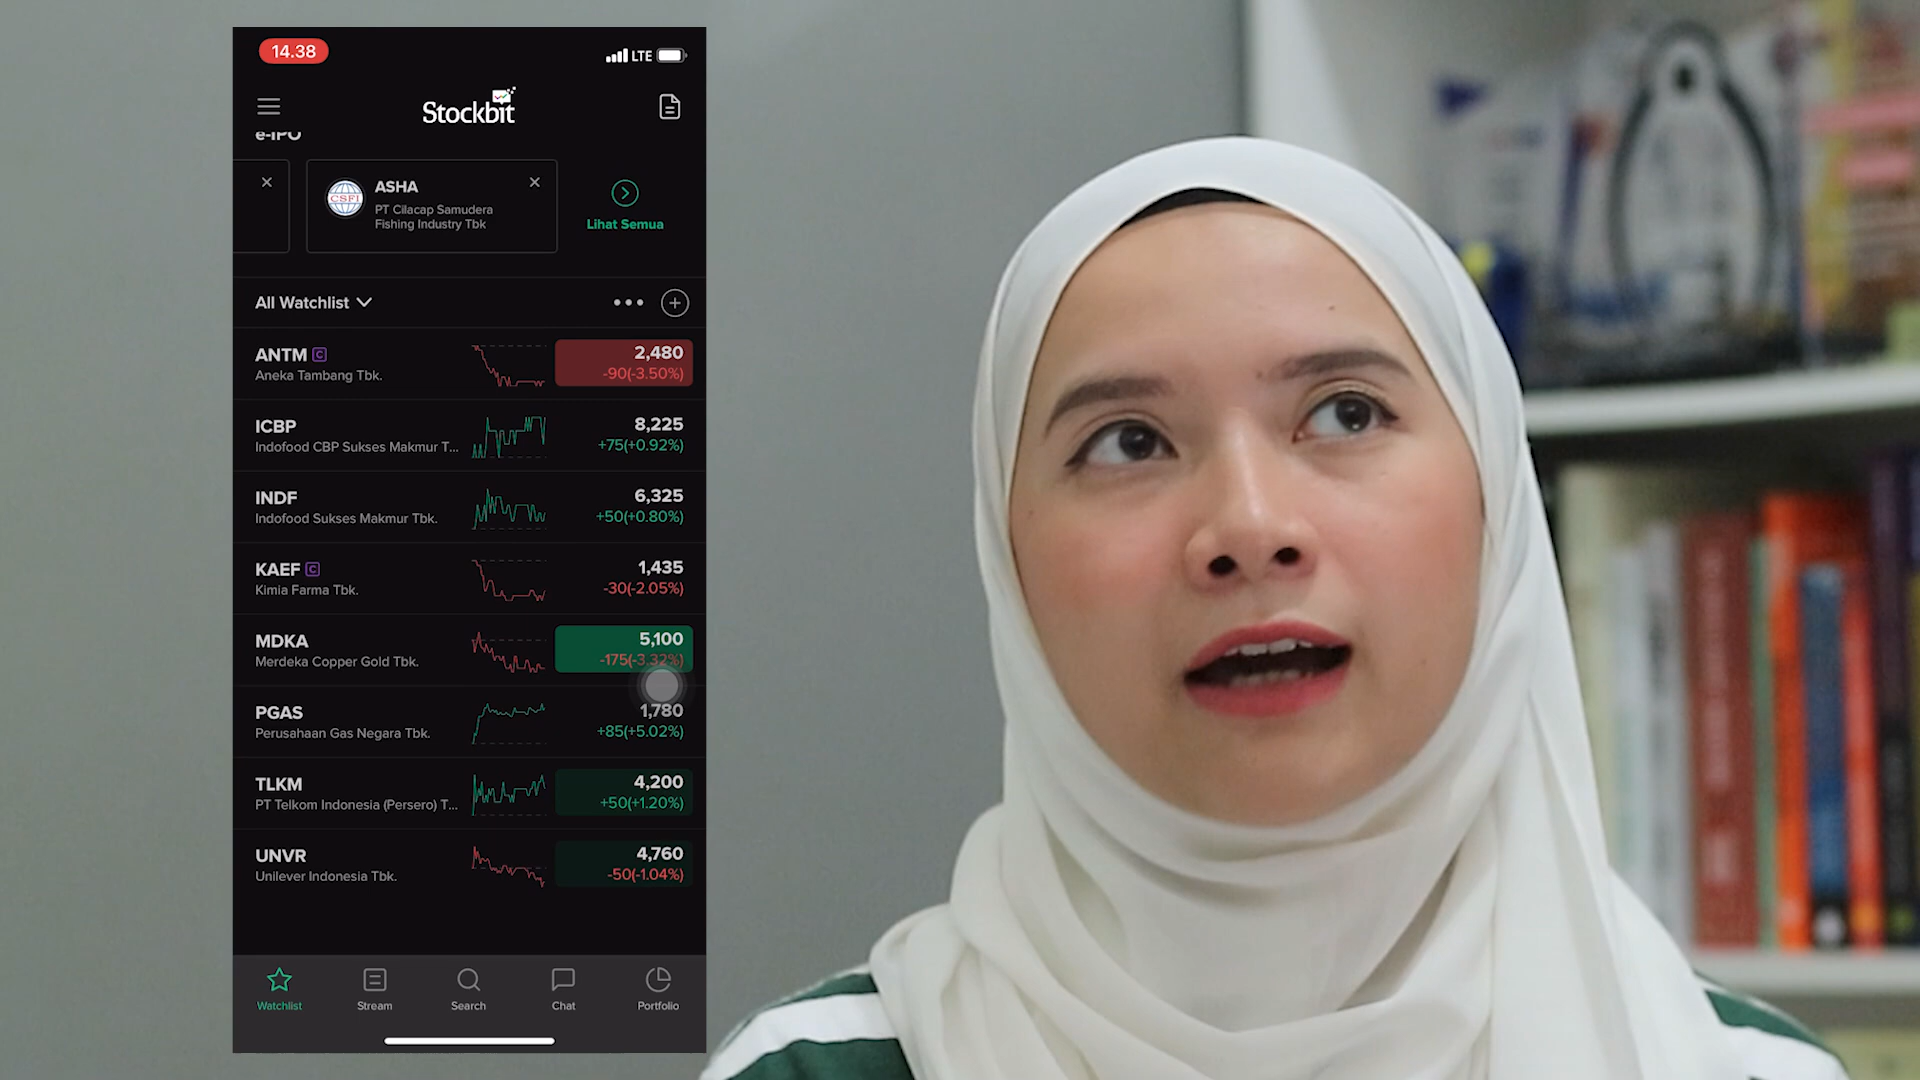 14.38
LTE
Stockbit
e-IPO
CSFI
ASHA
PT Cilacap Samudera
Fishing Industry Tbk
Lihat Semua
All Watchlist
ANTM C
Aneka Tambang Tbk.
2,480
-90(-3.50%)
ICBP
Indofood CBP Sukses Makmur T...
8,225
+75(+0.92%)
INDF
Indofood Sukses Makmur Tbk.
6,325
+50(+0.80%)
KAEF C
Kimia Farma Tbk.
1,435
-30(-2.05%)
MDKA
Merdeka Copper Gold Tbk.
5,100
-175(-3.32%)
PGAS
Perusahaan Gas Negara Tbk.
1,780
+85(+5.02%)
TLKM
PT Telkom Indonesia (Persero) T...
4,200
+50(+1.20%)
UNVR
Unilever Indonesia Tbk.
4,760
-50(-1.04%)
Watchlist
Stream
Search
Chat
Portfolio